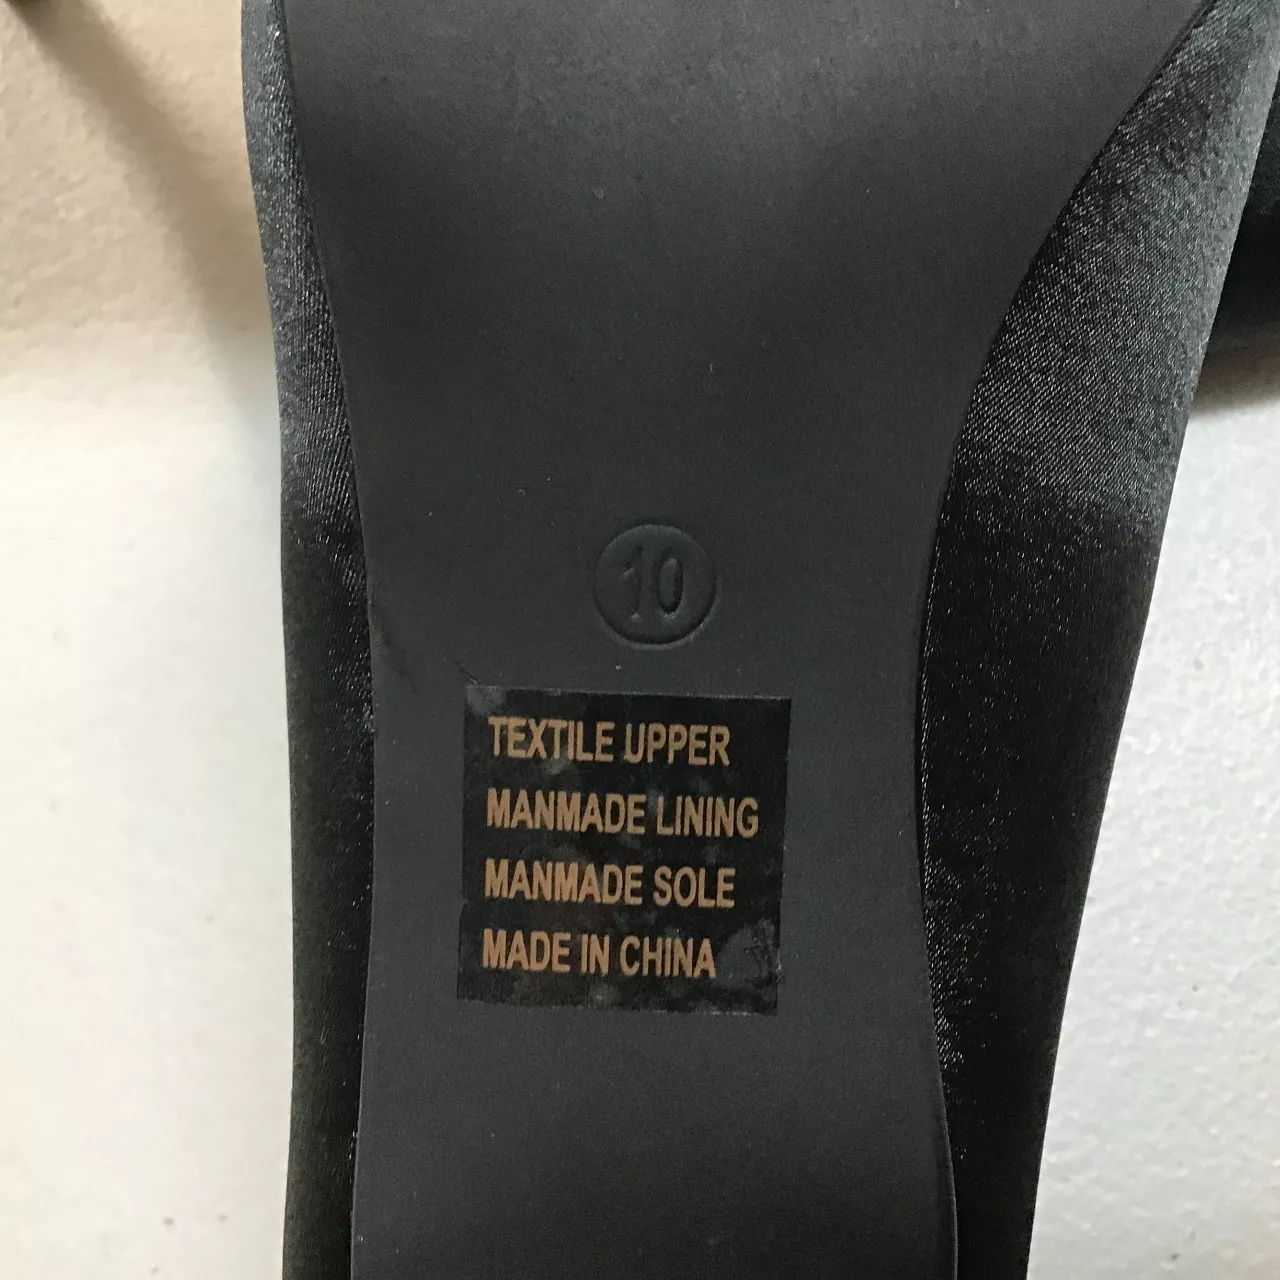 10
TEXTILE UPPER
MANMADE LINING
MANMADE SOLE
MADE IN CHINA